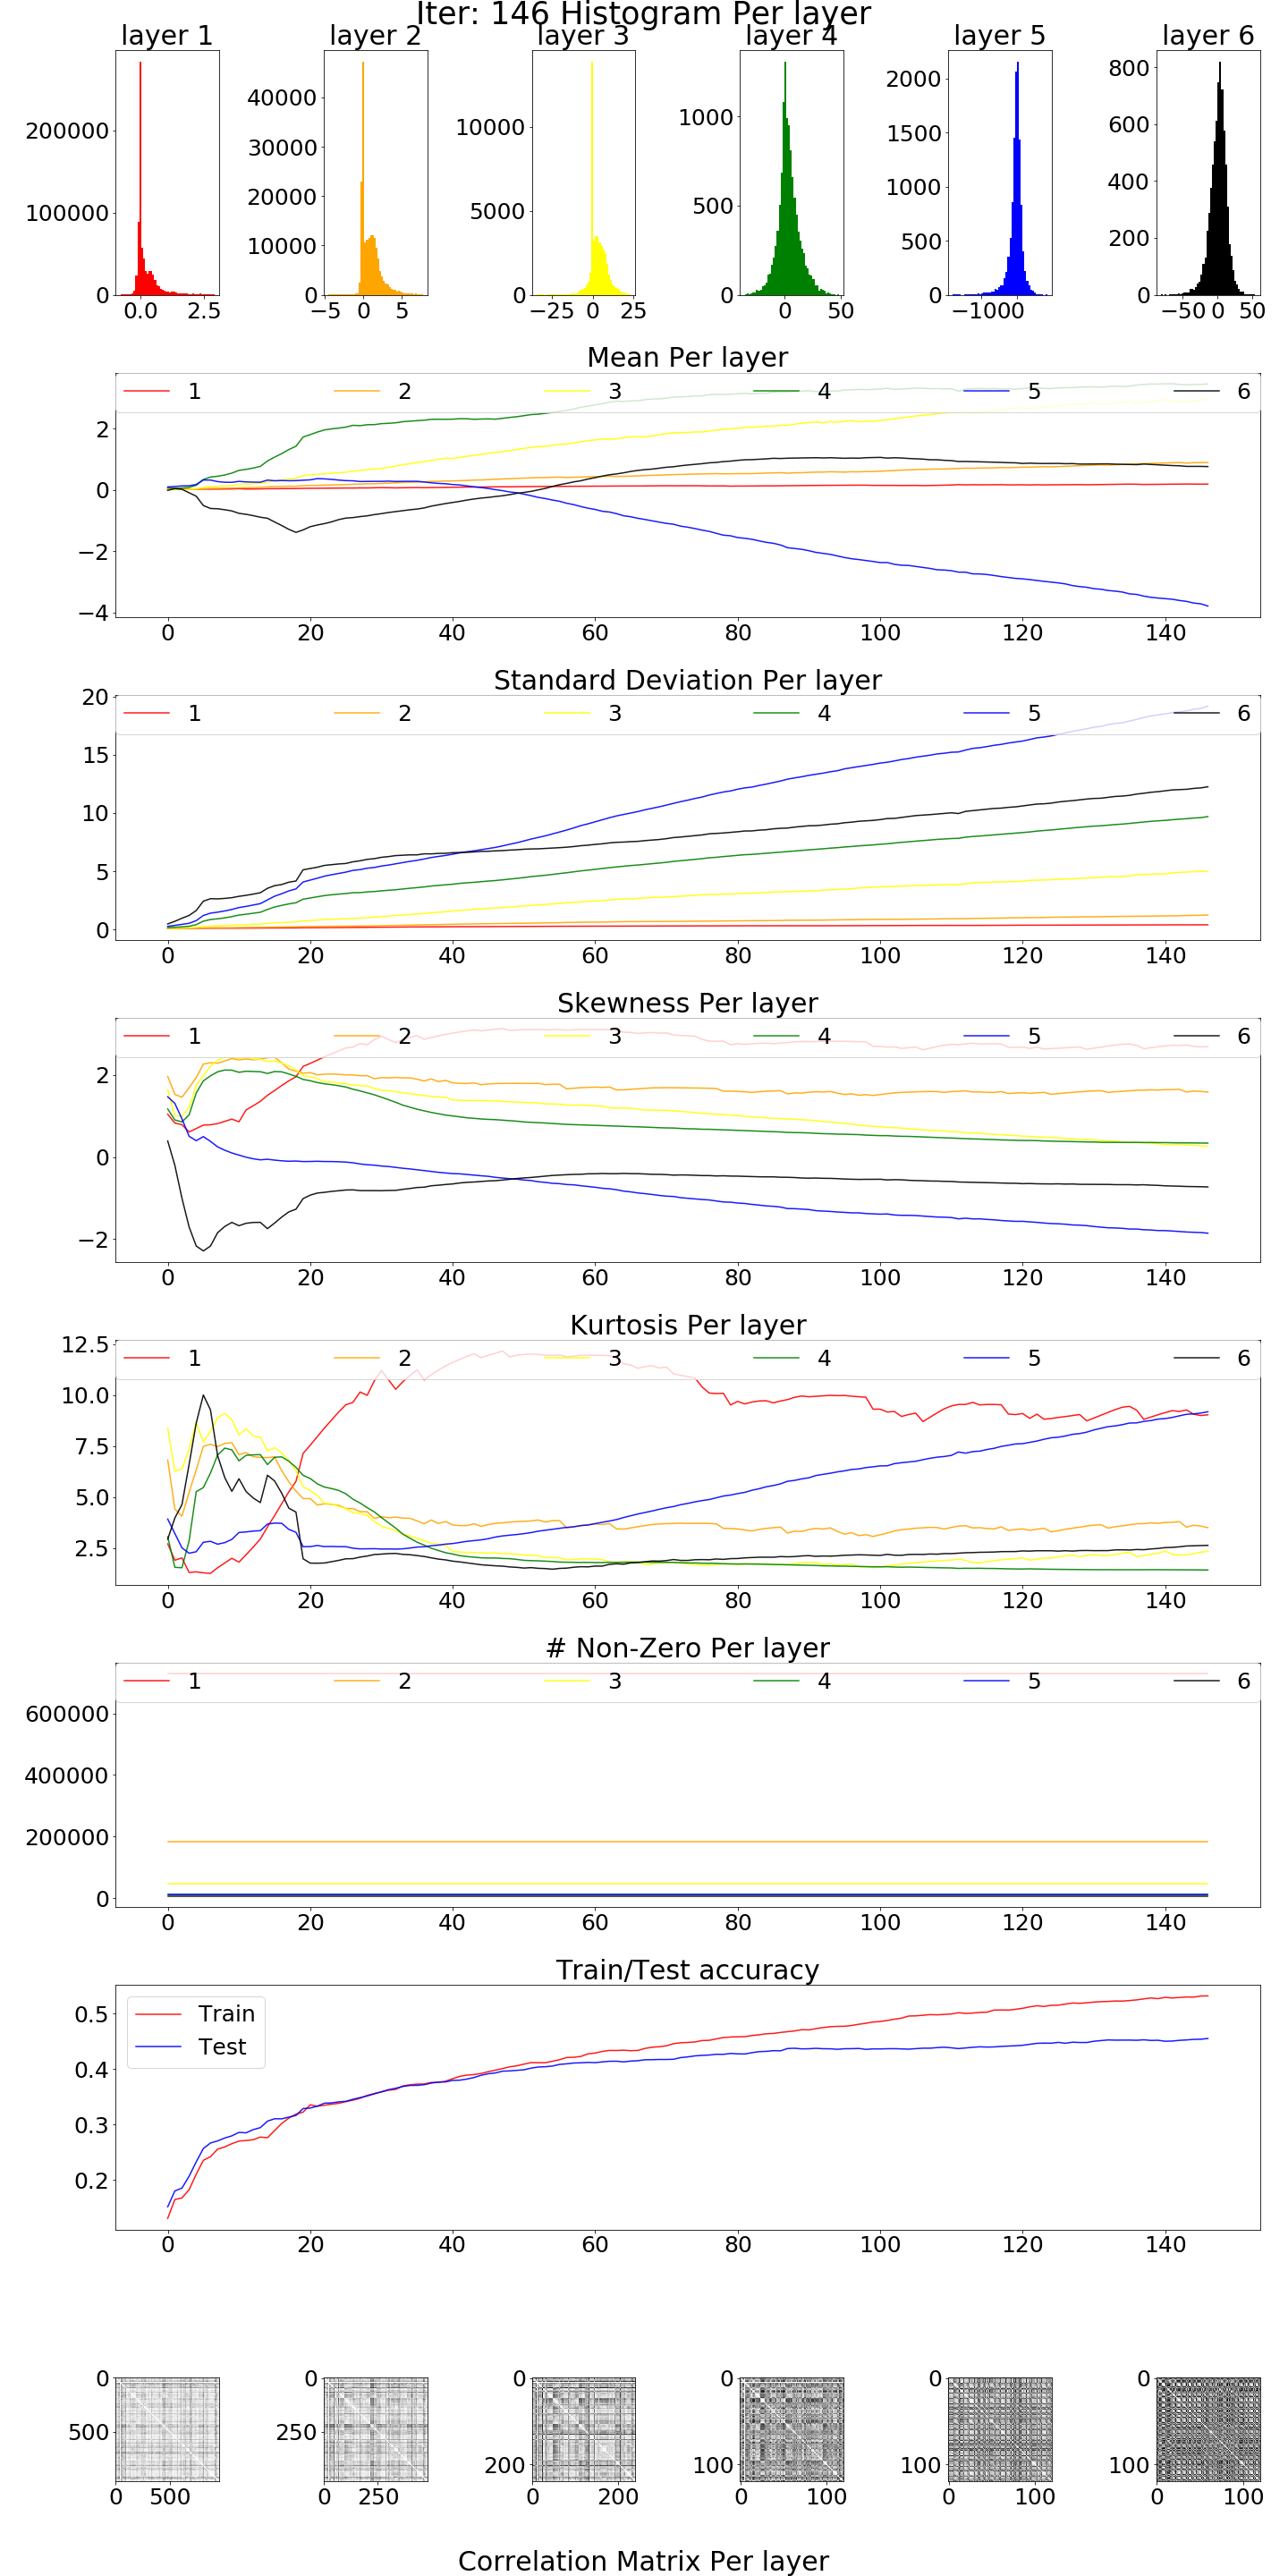 Iter: 146 Histogram Per layer
layer 1 layer 2 layer 3 layer 4 layer 5 layer 6
200000 100000 0 0.0 2.5
40000 30000 20000 10000 0 −5 0 5
10000 5000 0 −25 0 25
1000 500 0 0 50
2000 1500 1000 500 0 −1000
800 600 400 200 0 −50 0 50
Mean Per layer
1 2 3 4 5 6
2
0
−2
−4
0 20 40 60 80 100 120 140
Standard Deviation Per layer
20
1 2 3 4 5 6
15
10
5
0
0 20 40 60 80 100 120 140
Skewness Per layer
1 2 3 4 5 6
2
0
−2
0 20 40 60 80 100 120 140
Kurtosis Per layer
12.5
1 2 3 4 5 6
10.0
7.5
5.0
2.5
0 20 40 60 80 100 120 140
# Non-Zero Per layer
1 2 3 4 5 6
600000
400000
200000
0
0 20 40 60 80 100 120 140
Train/Test accuracy
0.5
Train
Test
0.4
0.3
0.2
0 20 40 60 80 100 120 140
0 500 0 500
0 250 0 250
0 200 0 200
0 100 0 100
0 100 0 100
0 100 0 100
Correlation Matrix Per layer